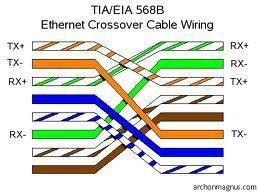 TIA/EIA 568B
Ethernet Crossover Cable Wiring
TX+ RX+
TX- RX-
RX+ TX+
RX- TX-
archonmagnus.com